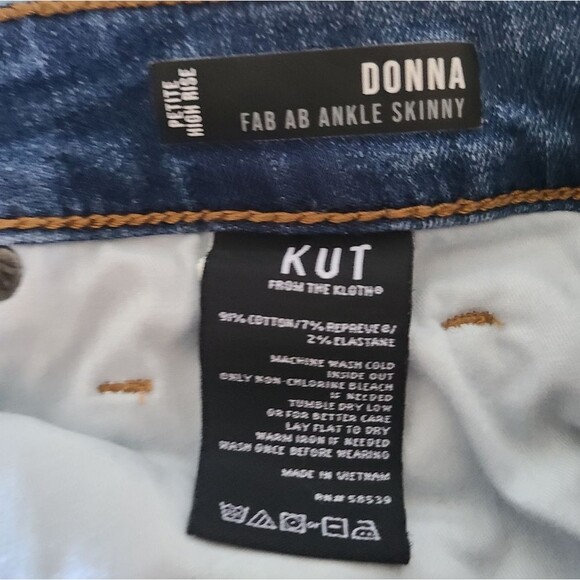 PETITE
HIGH RISE
DONNA
FAB AB ANKLE SKINNY
KUT
FROM THE KLOTH®
91% COTTON/7% REPREVE®/
2% ELASTANE
MACHINE WASH COLD
INSIDE OUT
ONLY NON-CHLORINE BLEACH
IF NEEDED
TUMBLE DRY LOW
OR FOR BETTER CARE
LAY FLAT TO DRY
WARM IRON IF NEEDED
WASH ONCE BEFORE WEARING
MADE IN VIETNAM
RN# 58539
or